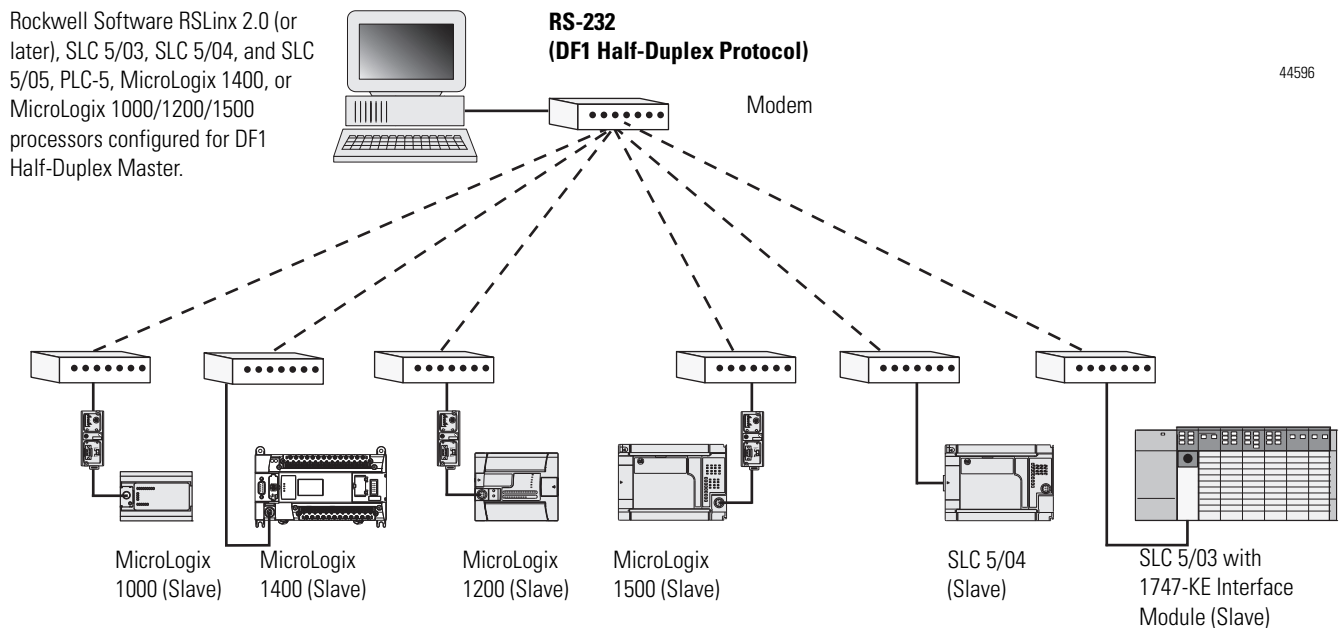 Rockwell Software RSLinx 2.0 (or
later), SLC 5/03, SLC 5/04, and SLC
5/05, PLC-5, MicroLogix 1400, or
MicroLogix 1000/1200/1500
processors configured for DF1
Half-Duplex Master.
RS-232
(DF1 Half-Duplex Protocol)
44596
Modem
MicroLogix
1000 (Slave)
MicroLogix
1400 (Slave)
MicroLogix
1200 (Slave)
MicroLogix
1500 (Slave)
SLC 5/04
(Slave)
SLC 5/03 with
1747-KE Interface
Module (Slave)